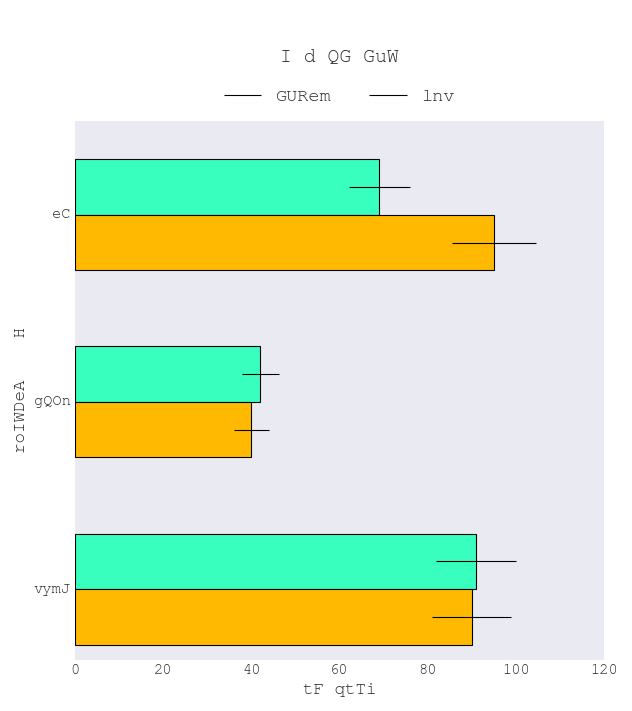 I d QG GuW
GURem
lnv
eC
gQOn
vymJ
roIWDeA   H
0 20 40 60 80 100 120
tF qtTi